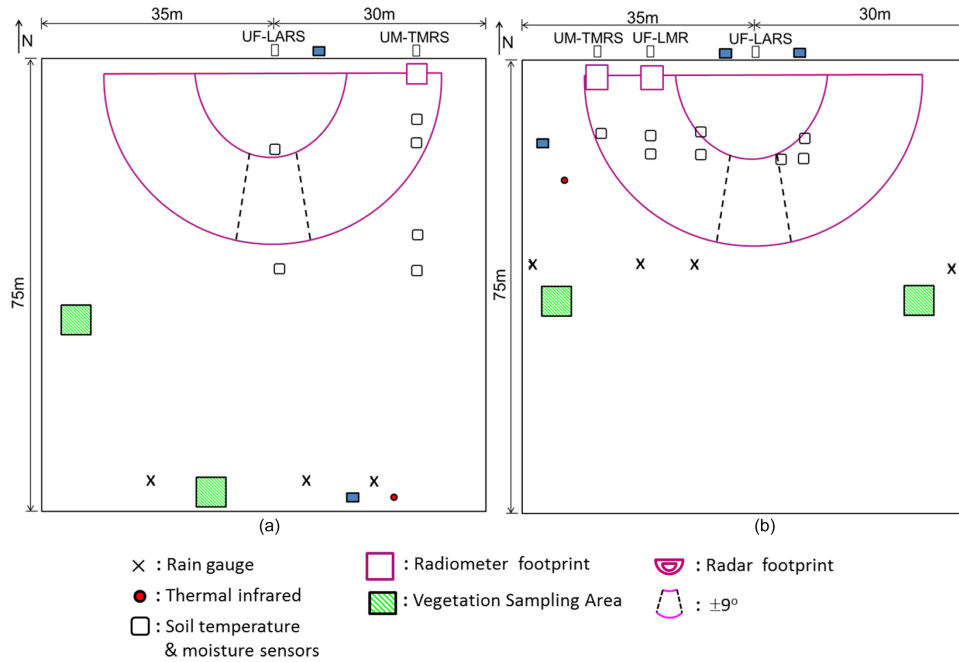 35m 30m 35m 30m
N UF-LARS UM-TMRS N UM-TMRS UF-LMR UF-LARS
75m 75m
x x x x x x x
(a) (b)
x : Rain gauge : Radiometer footprint : Radar footprint
: Thermal infrared : Vegetation Sampling Area : ±9°
: Soil temperature
& moisture sensors